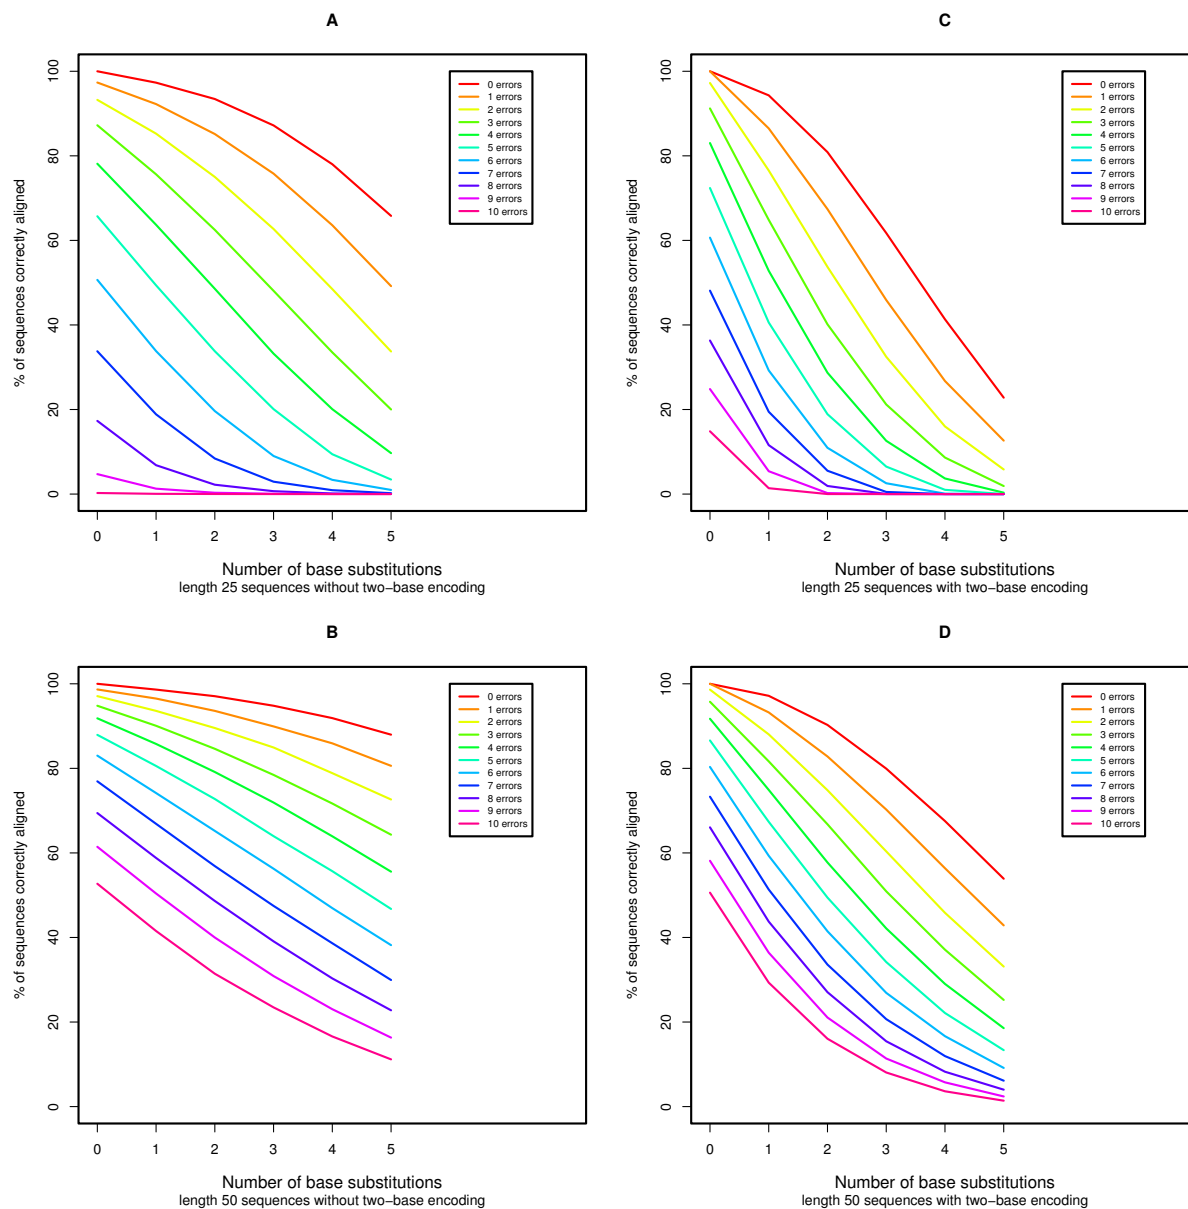 A
% of sequences correctly aligned
100
80
60
40
20
0
0 errors
1 errors
2 errors
3 errors
4 errors
5 errors
6 errors
7 errors
8 errors
9 errors
10 errors
0 1 2 3 4 5
Number of base substitutions
length 25 sequences without two−base encoding
C
% of sequences correctly aligned
100
80
60
40
20
0
0 errors
1 errors
2 errors
3 errors
4 errors
5 errors
6 errors
7 errors
8 errors
9 errors
10 errors
0 1 2 3 4 5
Number of base substitutions
length 25 sequences with two−base encoding
B
% of sequences correctly aligned
100
80
60
40
20
0
0 errors
1 errors
2 errors
3 errors
4 errors
5 errors
6 errors
7 errors
8 errors
9 errors
10 errors
0 1 2 3 4 5
Number of base substitutions
length 50 sequences without two−base encoding
D
% of sequences correctly aligned
100
80
60
40
20
0
0 errors
1 errors
2 errors
3 errors
4 errors
5 errors
6 errors
7 errors
8 errors
9 errors
10 errors
0 1 2 3 4 5
Number of base substitutions
length 50 sequences with two−base encoding